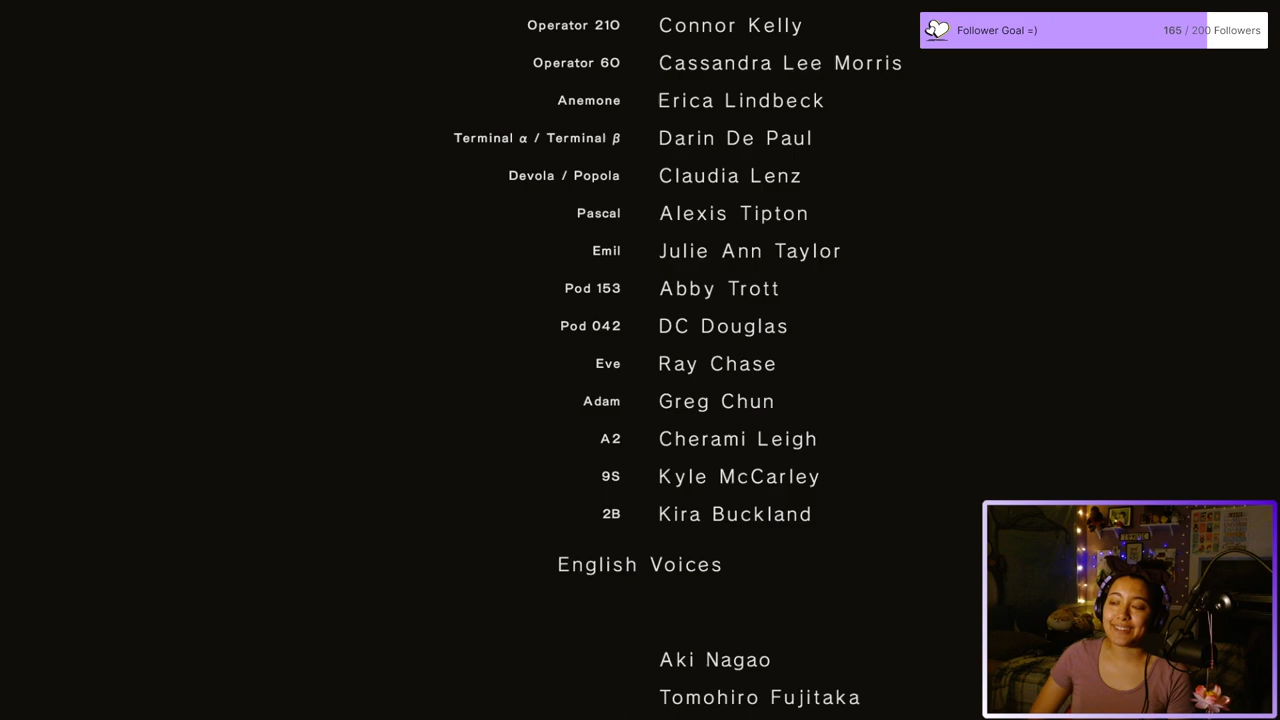 Operator 21O Connor Kelly
Follower Goal =) 165 / 200 Followers
Operator 6O Cassandra Lee Morris
Anemone Erica Lindbeck
Terminal α / Terminal β Darin De Paul
Devola / Popola Claudia Lenz
Pascal Alexis Tipton
Emil Julie Ann Taylor
Pod 153 Abby Trott
Pod 042 DC Douglas
Eve Ray Chase
Adam Greg Chun
A2 Cherami Leigh
9S Kyle McCarley
2B Kira Buckland
English Voices
Aki Nagao
Tomohiro Fujitaka